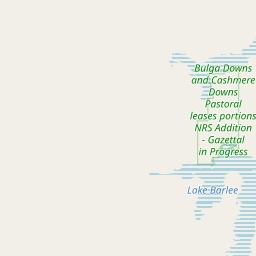 Bulga Downs
and Cashmere
Downs
Pastoral
leases portions
NRS Addition
- Gazettal
in Progress
Lake Barlee